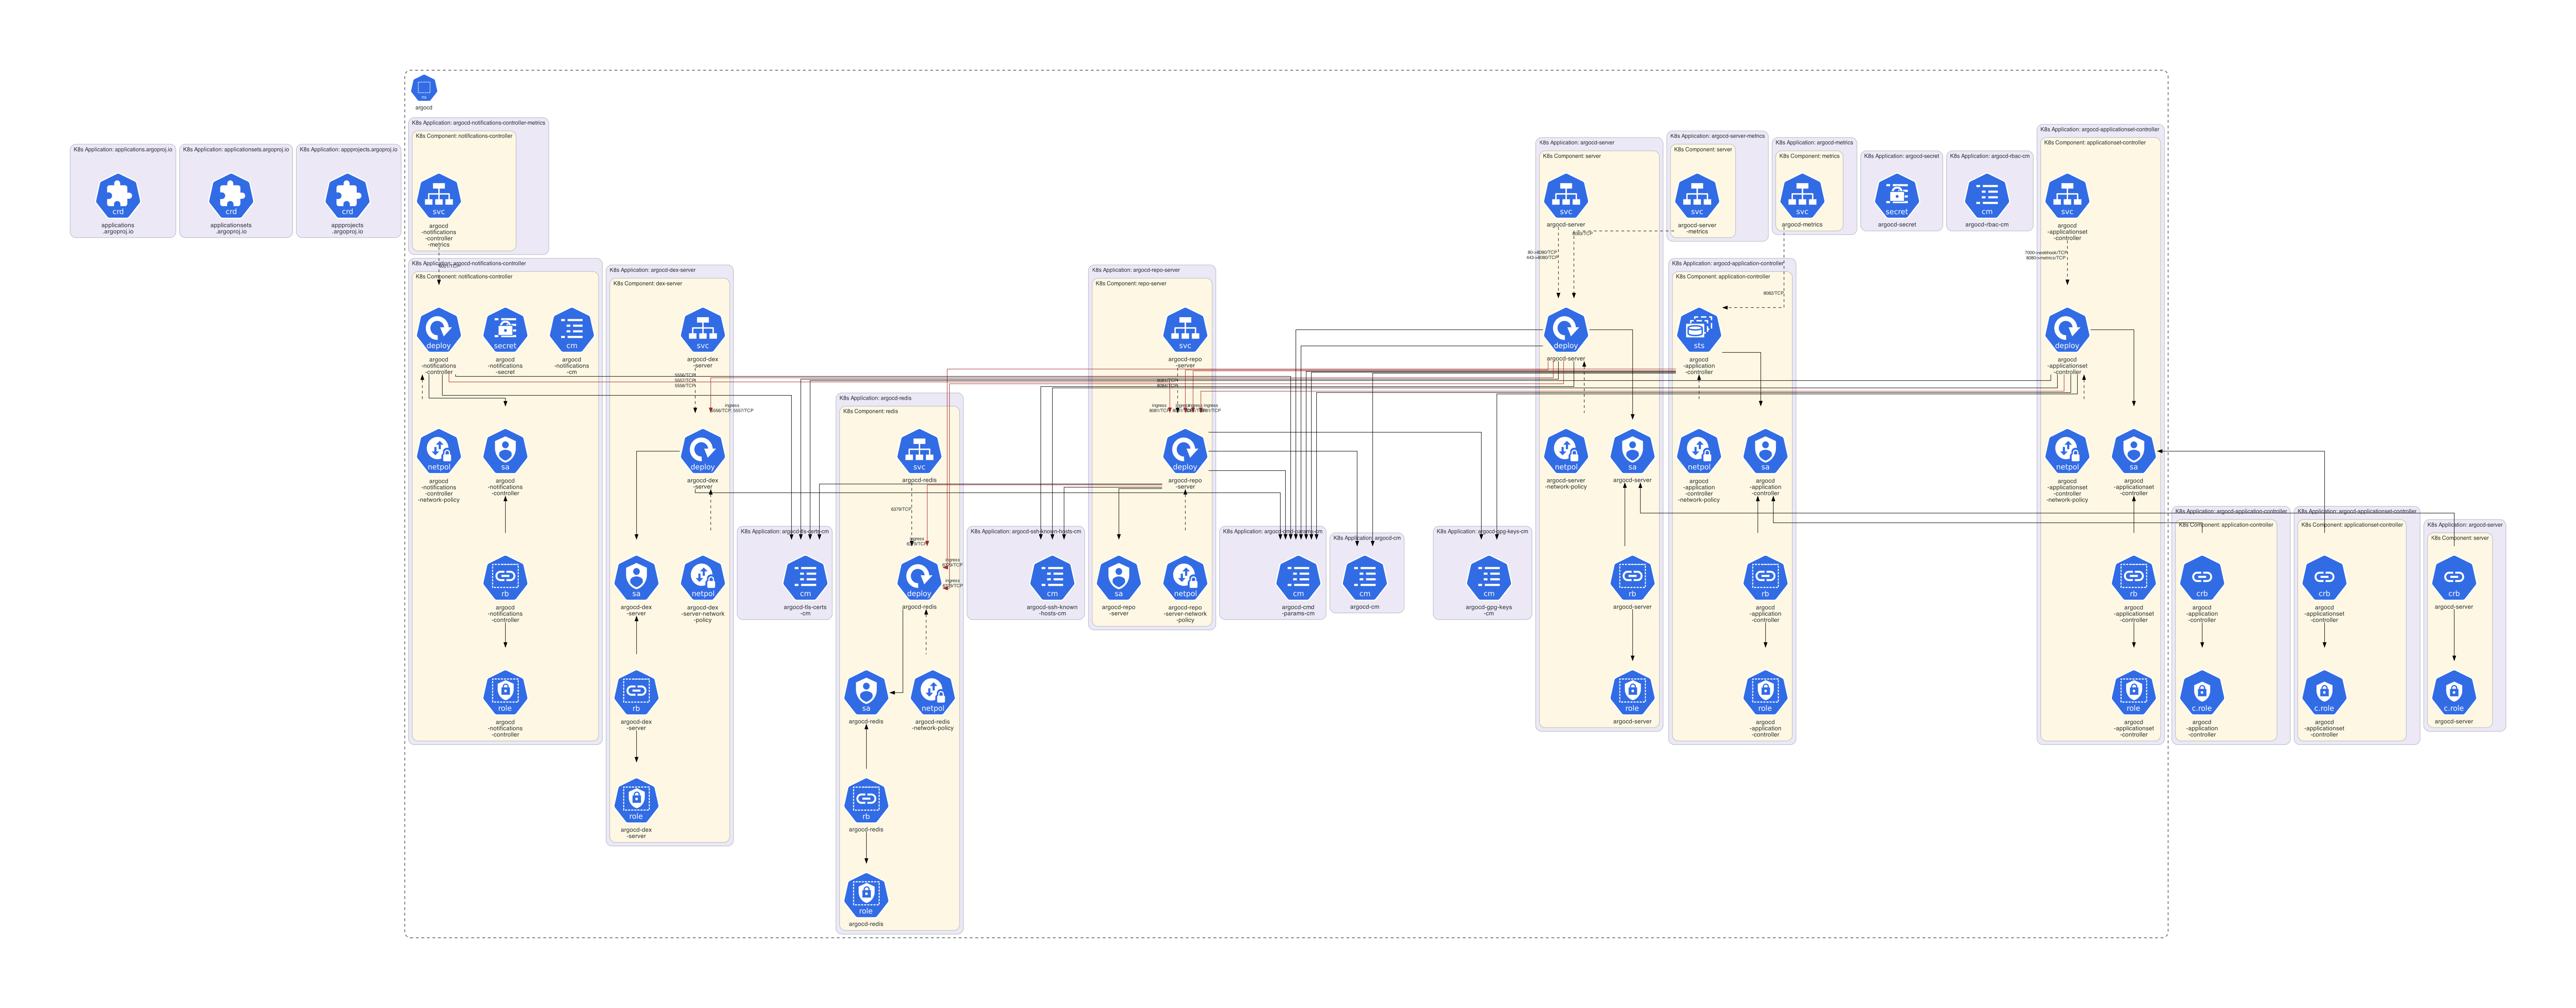 ns
argocd
K8s Application: applications.argoproj.io
crd
applications
.argoproj.io
K8s Application: applicationsets.argoproj.io
crd
applicationsets
.argoproj.io
K8s Application: appprojects.argoproj.io
crd
appprojects
.argoproj.io
K8s Application: argocd-notifications-controller-metrics
K8s Component: notifications-controller
svc
argocd
-notifications
-controller
-metrics
K8s Application: argocd-notifications-controller
K8s Component: notifications-controller
deploy
argocd
-notifications
-controller
secret
argocd
-notifications
-secret
cm
argocd
-notifications
-cm
netpol
argocd
-notifications
-controller
-network-policy
sa
argocd
-notifications
-controller
rb
argocd
-notifications
-controller
role
argocd
-notifications
-controller
K8s Application: argocd-dex-server
K8s Component: dex-server
svc
argocd-dex
-server
5556/TCP
5557/TCP
5558/TCP
ingress
5556/TCP, 5557/TCP
deploy
argocd-dex
-server
sa
argocd-dex
-server
netpol
argocd-dex
-server-network
-policy
rb
argocd-dex
-server
role
argocd-dex
-server
K8s Application: argocd-tls-certs-cm
cm
argocd-tls-certs
-cm
K8s Application: argocd-redis
K8s Component: redis
svc
argocd-redis
6379/TCP
ingress
6379/TCP
ingress
6379/TCP
ingress
6379/TCP
deploy
argocd-redis
sa
argocd-redis
netpol
argocd-redis
-network-policy
rb
argocd-redis
role
argocd-redis
K8s Application: argocd-ssh-known-hosts-cm
cm
argocd-ssh-known
-hosts-cm
K8s Application: argocd-repo-server
K8s Component: repo-server
svc
argocd-repo
-server
8081/TCP
8084/TCP
ingress
8081/TCP
ingress
deploy
argocd-repo
-server
sa
argocd-repo
-server
netpol
argocd-repo
-server-network
-policy
K8s Application: argocd-cmd-params-cm
cm
argocd-cmd
-params-cm
K8s Application: argocd-cm
cm
argocd-cm
K8s Application: argocd-gpg-keys-cm
cm
argocd-gpg-keys
-cm
K8s Application: argocd-server
K8s Component: server
svc
argocd-server
80->8080/TCP
443->8080/TCP
8083/TCP
deploy
argocd-server
netpol
argocd-server
-network-policy
sa
argocd-server
rb
argocd-server
role
argocd-server
K8s Application: argocd-server-metrics
K8s Component: server
svc
argocd-server
-metrics
K8s Application: argocd-metrics
K8s Component: metrics
svc
argocd-metrics
K8s Application: argocd-secret
secret
argocd-secret
K8s Application: argocd-rbac-cm
cm
argocd-rbac-cm
K8s Application: argocd-application-controller
K8s Component: application-controller
8082/TCP
sts
argocd
-application
-controller
netpol
argocd
-application
-controller
-network-policy
sa
argocd
-application
-controller
rb
argocd
-application
-controller
role
argocd
-application
-controller
K8s Application: argocd-applicationset-controller
K8s Component: applicationset-controller
svc
argocd
-applicationset
-controller
7000->webhook/TCP
8080->metrics/TCP
deploy
argocd
-applicationset
-controller
netpol
argocd
-applicationset
-controller
-network-policy
sa
argocd
-applicationset
-controller
rb
argocd
-applicationset
-controller
role
argocd
-applicationset
-controller
K8s Application: argocd-application-controller
K8s Component: application-controller
crb
argocd
-application
-controller
c.role
argocd
-application
-controller
K8s Application: argocd-applicationset-controller
K8s Component: applicationset-controller
crb
argocd
-applicationset
-controller
c.role
argocd
-applicationset
-controller
K8s Application: argocd-server
K8s Component: server
crb
argocd-server
c.role
argocd-server